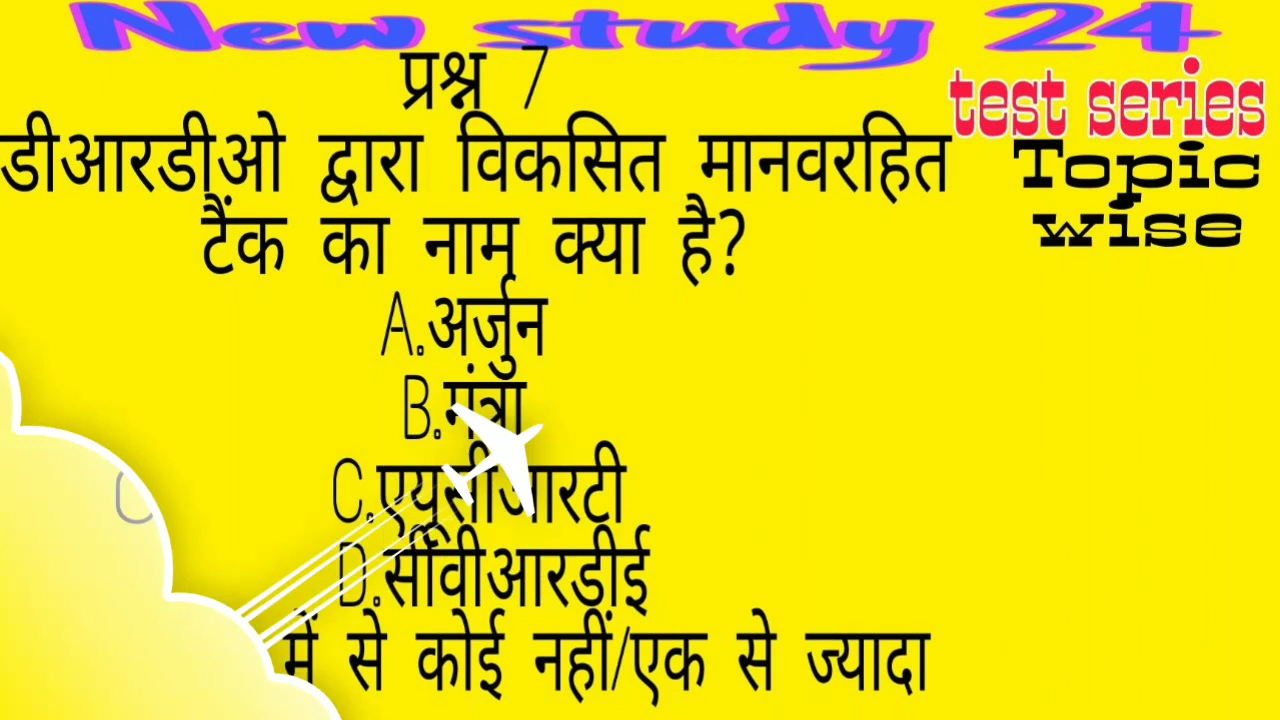 New study 24
प्रश्न 7
test series
डीआरडीओ द्वारा विकसित मानवरहित
Topic
wise
टैंक का नाम क्या है?
A.अर्जुन
B.मंत्रा
C.एयूसीआरटी
D.सीवीआरडीई
में से कोई नहीं/एक से ज्यादा